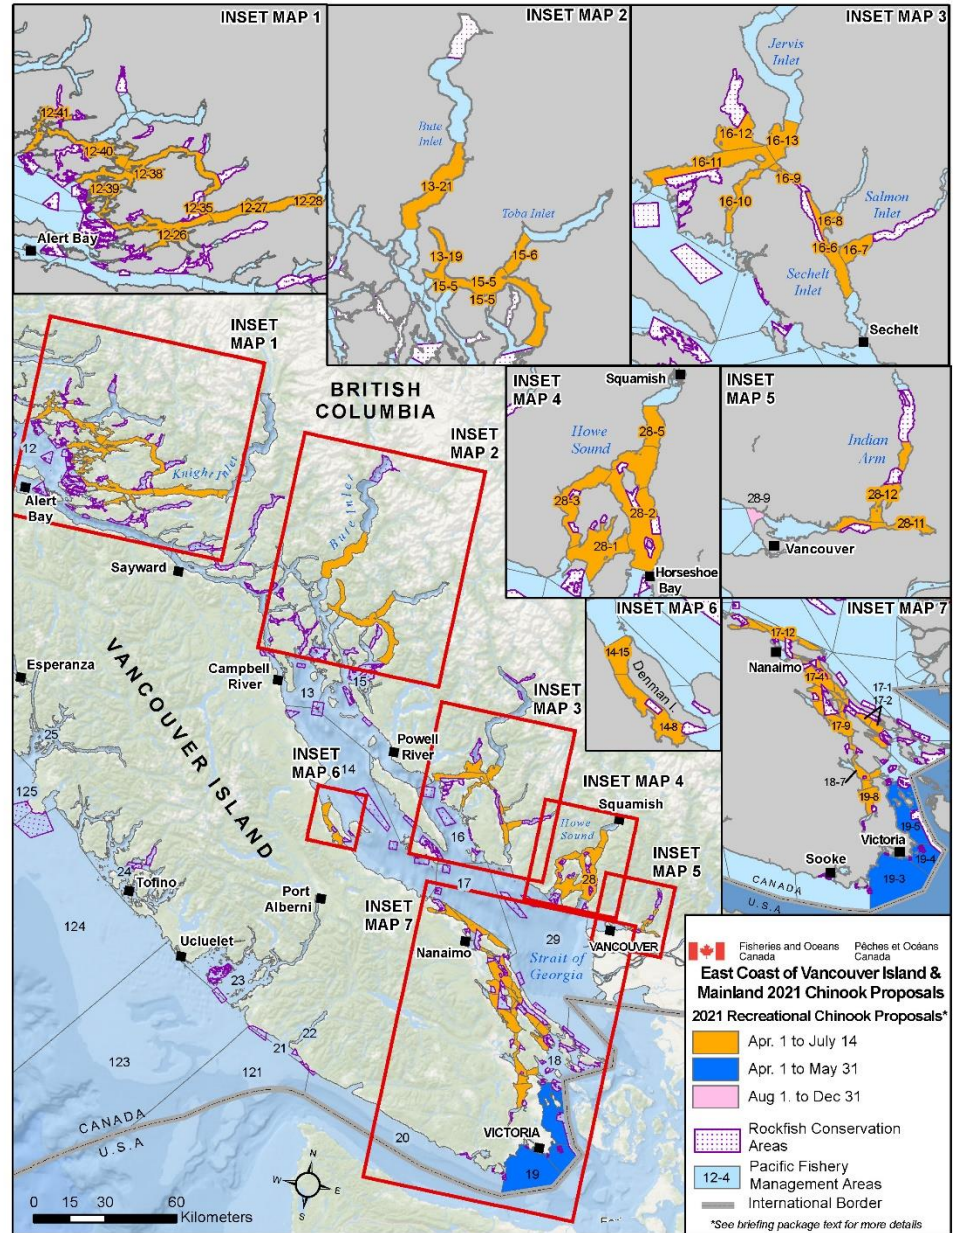 INSET MAP 1
12-41
12-40
12-38
12-39
12-35
12-27
12-28
12-26
Alert Bay
INSET MAP 2
Bute
Inlet
13-21
Toba Inlet
13-19
15-6
15-5
15-5
15-5
INSET MAP 3
Jervis
Inlet
16-12
16-13
16-11
16-9
16-10
16-8
Salmon
Inlet
16-6
16-7
Sechelt
Inlet
Sechelt
INSET
MAP 4
Squamish
Howe
Sound
28-5
28-3
28-2
28-1
Horseshoe
Bay
INSET
MAP 5
Indian
Arm
28-9
28-12
28-11
Vancouver
INSET MAP 6
14-15
Denman I.
14-8
INSET MAP 7
17-12
Nanaimo
17-4
17-1
17-2
17-9
18-7
19-8
19-5
Victoria
19-4
Sooke
19-3
CANADA
U.S.A
INSET
MAP 1
BRITISH
COLUMBIA
INSET
MAP 2
12
Knight Inlet
Alert
Bay
Bute Inlet
Sayward
VANCOUVER ISLAND
Esperanza
Campbell
River
13
15
INSET
MAP 3
25
Powell
River
INSET
MAP 6
14
INSET MAP 4
Squamish
125
Howe
Sound
16
INSET
MAP 5
28
24
Tofino
Port
Alberni
17
INSET
MAP 7
124
Ucluelet
Nanaimo
29
VANCOUVER
Strait of
Georgia
23
22
21
123
121
18
CANADA
U.S.A
20
VICTORIA
19
N
W
E
S
0 15 30 60
Kilometers
Fisheries and Oceans
Canada
Pêches et Océans
Canada
East Coast of Vancouver Island &
Mainland 2021 Chinook Proposals
2021 Recreational Chinook Proposals*
Apr. 1 to July 14
Apr. 1 to May 31
Aug 1. to Dec 31
Rockfish Conservation
Areas
12-4
Pacific Fishery
Management Areas
International Border
*See briefing package text for more details